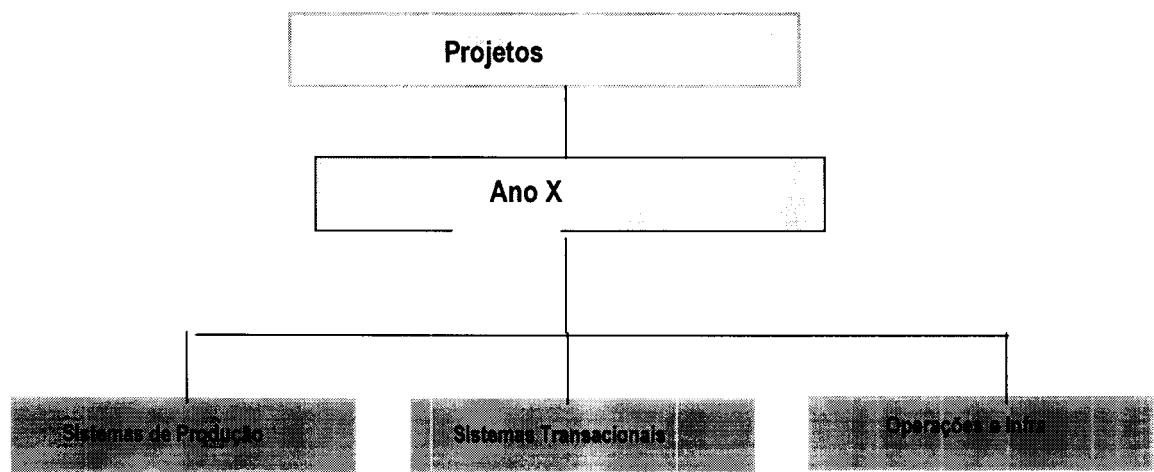 Projetos
Ano X
Sistemas de Produção
Sistemas Transacionais
Operações e Infra